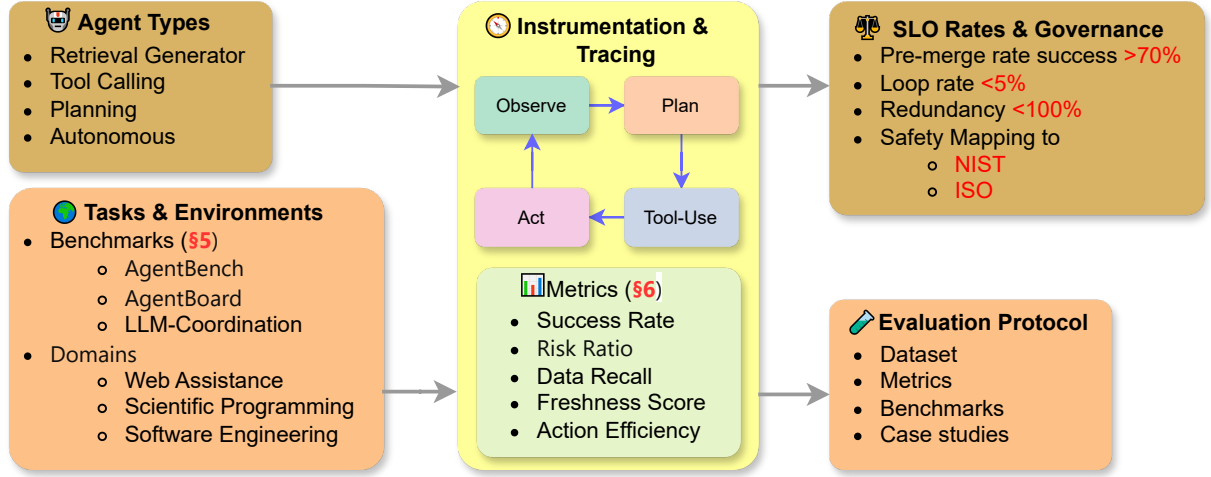 Agent Types
Retrieval Generator
Tool Calling
Planning
Autonomous
Tasks & Environments
Benchmarks (§5)
AgentBench
AgentBoard
LLM-Coordination
Domains
Web Assistance
Scientific Programming
Software Engineering
Instrumentation &
Tracing
Observe
Plan
Act
Tool-Use
Metrics (§6)
Success Rate
Risk Ratio
Data Recall
Freshness Score
Action Efficiency
SLO Rates & Governance
Pre-merge rate success >70%
Loop rate <5%
Redundancy <100%
Safety Mapping to
NIST
ISO
Evaluation Protocol
Dataset
Metrics
Benchmarks
Case studies